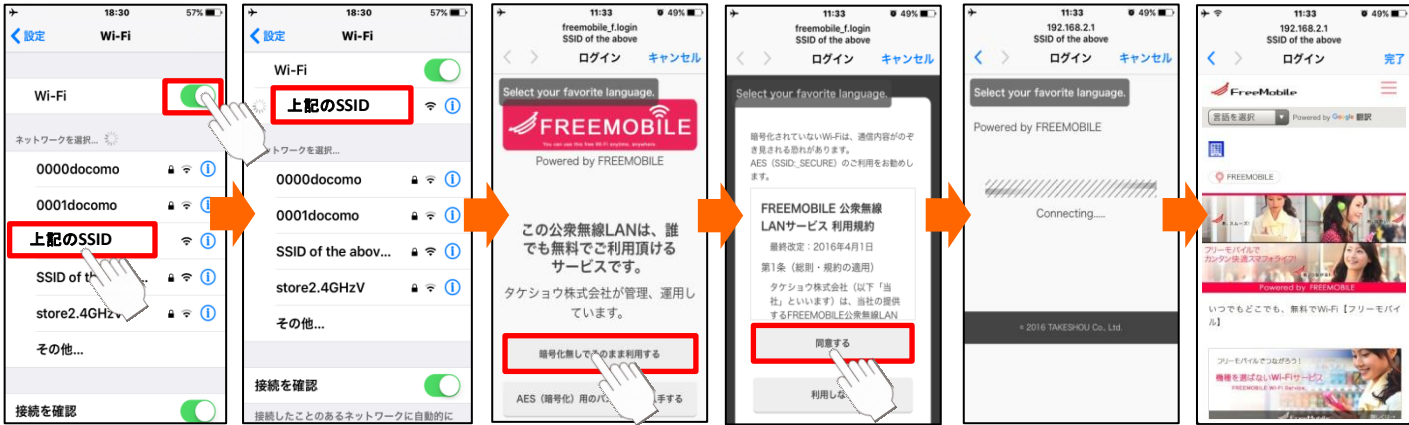 18:30
57%
設定
Wi-Fi
Wi-Fi
ネットワークを選択...
0000docomo
0001docomo
上記のSSID
SSID of th
store2.4GHz
その他...
接続を確認
18:30
57%
設定
Wi-Fi
Wi-Fi
上記のSSID
トワークを選択...
0000docomo
0001docomo
SSID of the abov...
store2.4GHzV
その他...
接続を確認
接続したことのあるネットワークに自動的に
11:33
49%
freemobile_f.login
SSID of the above
ログイン
キャンセル
Select your favorite language.
FREEMOBILE
You can use this free Wi-Fi anytime, anywhere.
Powered by FREEMOBILE
この公衆無線LANは、誰
でも無料でご利用頂ける
サービスです。
タケショウ株式会社が管理、運用し
ています。
暗号化無しでそのまま利用する
AES（暗号化）用のパ
手する
11:33
49%
freemobile_f.login
SSID of the above
ログイン
キャンセル
Select your favorite language.
暗号化されていないWi-Fiは、通信内容がのぞ
き見される恐れがあります。
AES（SSID:_SECURE）のご利用をお勧めし
ます。
FREEMOBILE 公衆無線
LANサービス 利用規約
最終改定：2016年4月1日
第1条（総則・規約の適用）
タケショウ株式会社（以下「当
社」といいます）は、当社の提供
するFREEMOBILE公衆無線LAN
同意する
利用しな
11:33
49%
192.168.2.1
SSID of the above
ログイン
キャンセル
Select your favorite language.
Powered by FREEMOBILE
Connecting.....
© 2016 TAKESHOU Co., Ltd.
11:33
49%
192.168.2.1
SSID of the above
ログイン
完了
FreeMobile
言語を選択
Powered by Google 翻訳
FREEMOBILE
フリーモバイルで
カンタン快適スマフォライフ!
Powered by FREEMOBILE
いつでもどこでも、無料でWi-Fi【フリーモバイ
ル】
フリーモバイルでつながろう！
機種を選ばないWi-Fiサービス
FREEMOBILE Wi-Fi Service
FreeMobile